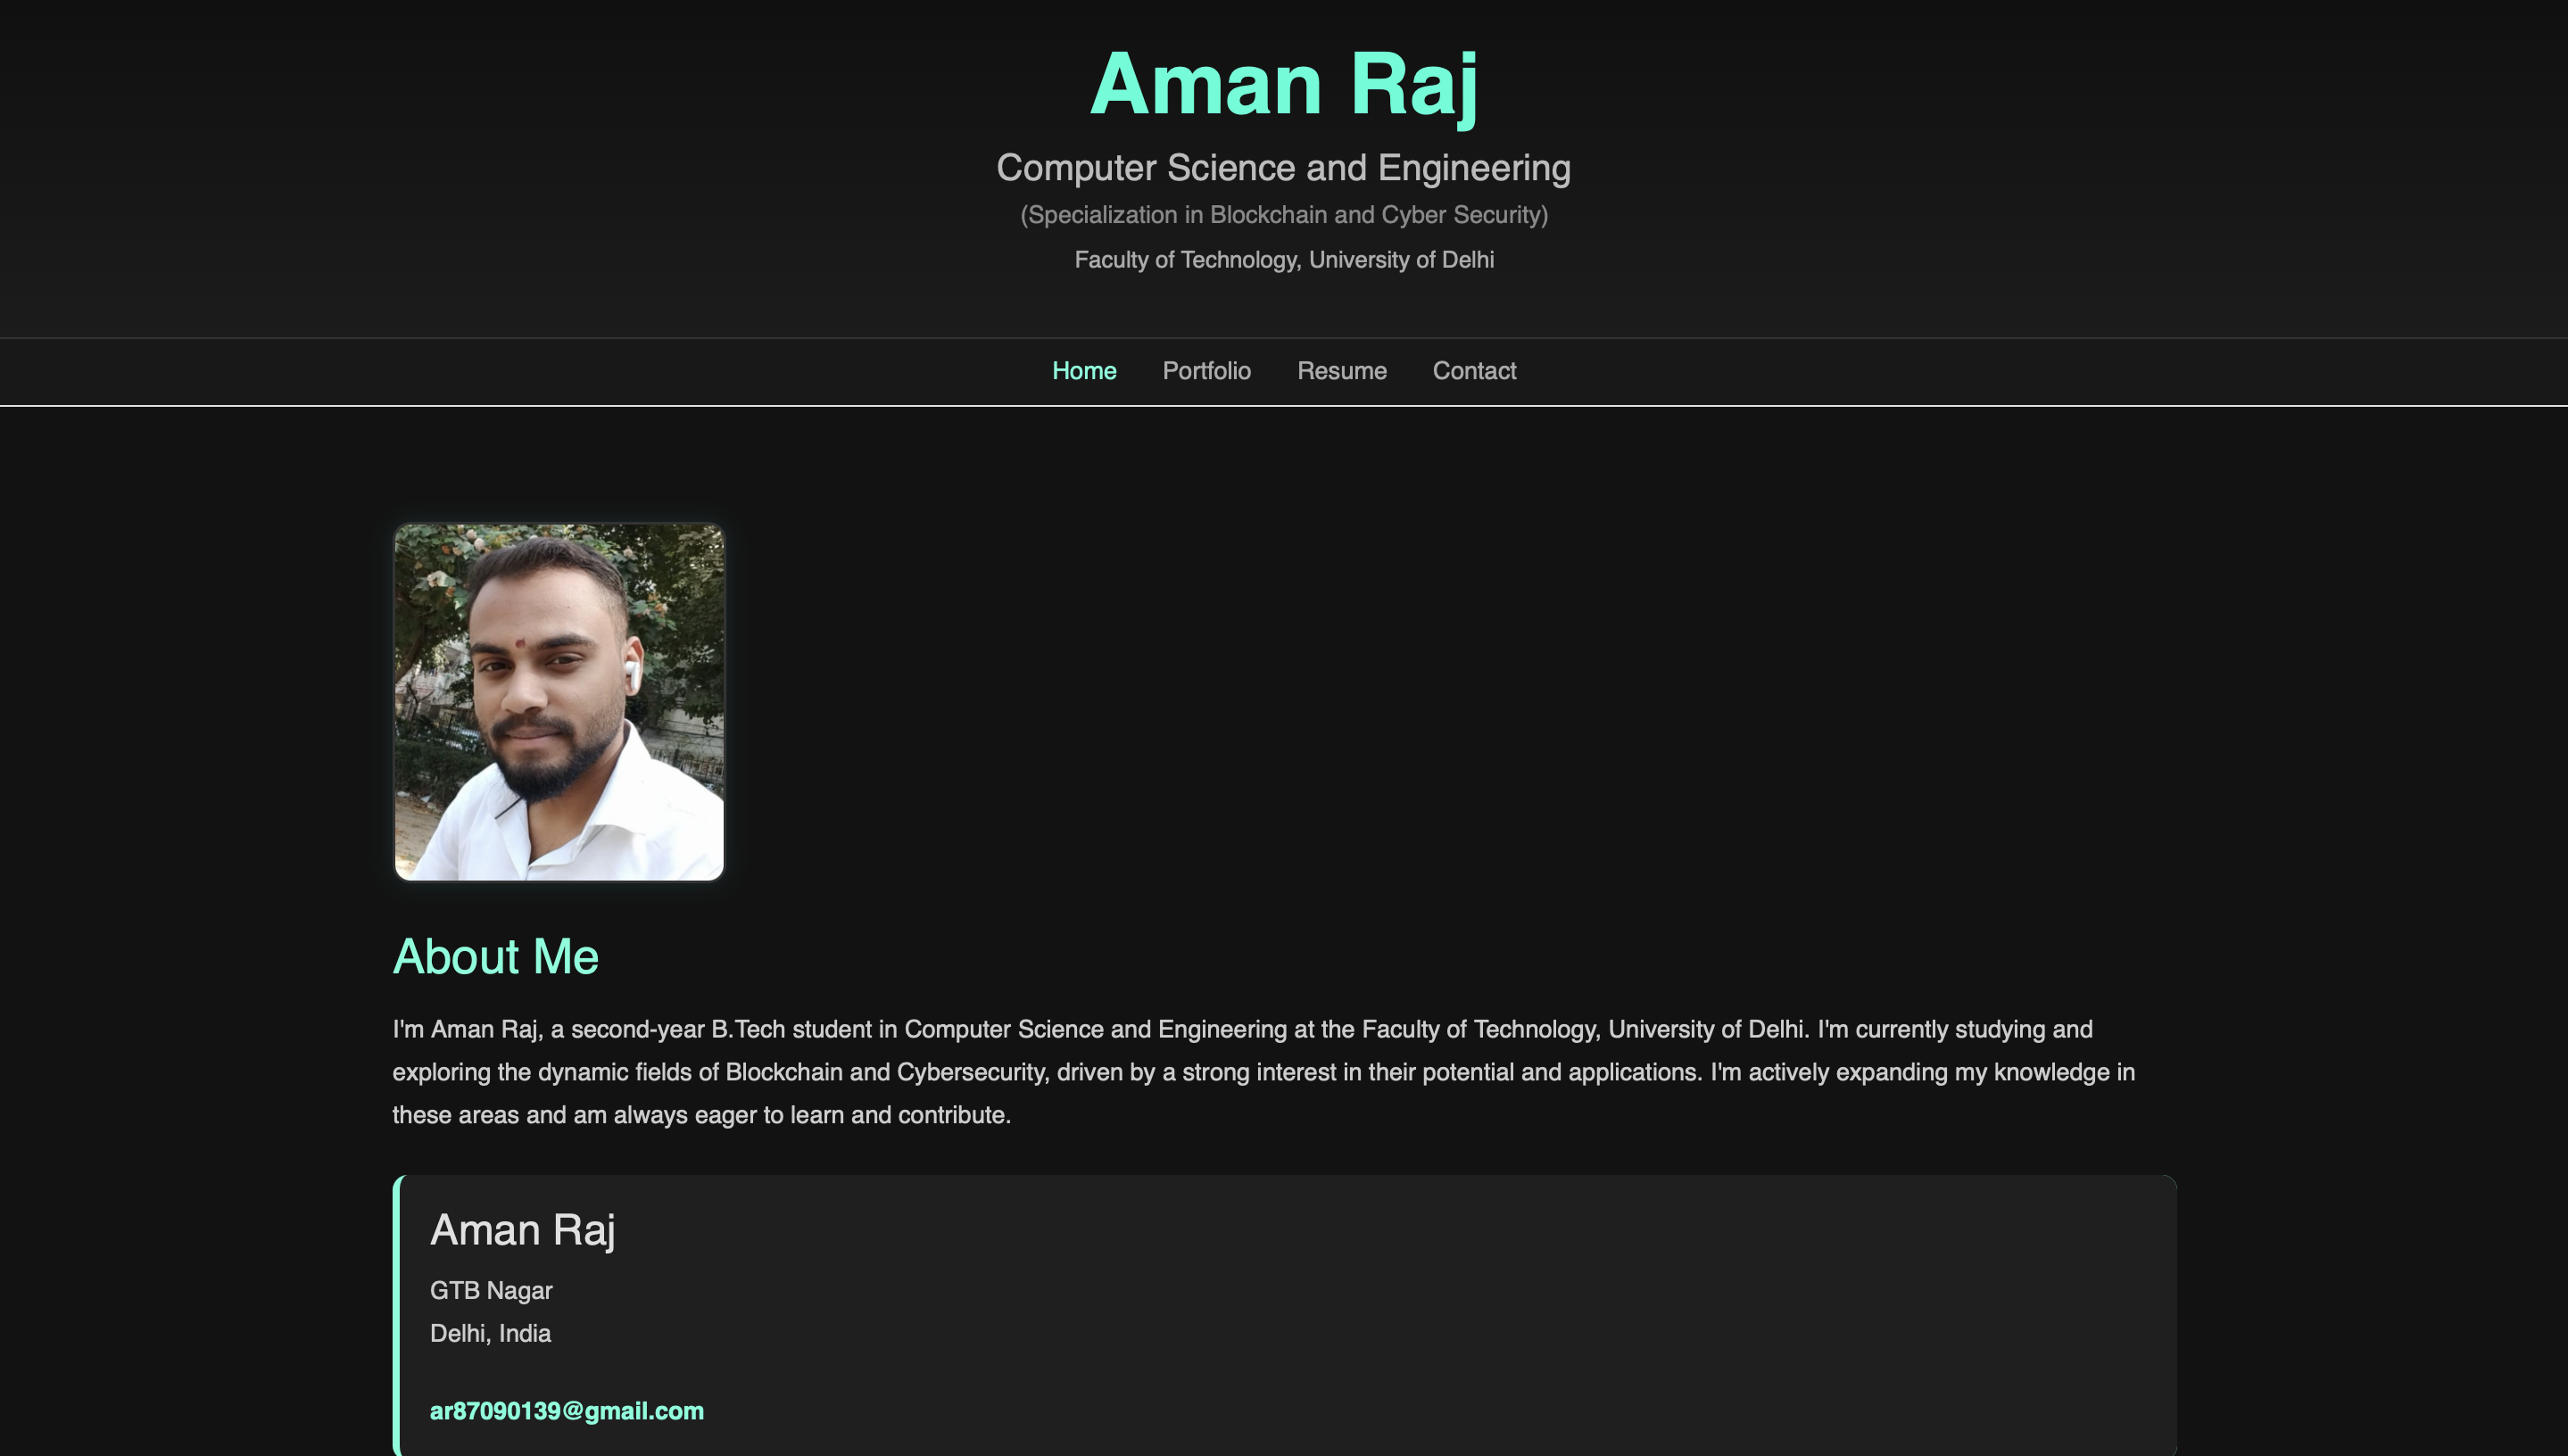 Aman Raj
Computer Science and Engineering
(Specialization in Blockchain and Cyber Security)
Faculty of Technology, University of Delhi
Home Portfolio Resume Contact
About Me
I'm Aman Raj, a second-year B.Tech student in Computer Science and Engineering at the Faculty of Technology, University of Delhi. I'm currently studying and
exploring the dynamic fields of Blockchain and Cybersecurity, driven by a strong interest in their potential and applications. I'm actively expanding my knowledge in
these areas and am always eager to learn and contribute.
Aman Raj
GTB Nagar
Delhi, India
ar87090139@gmail.com